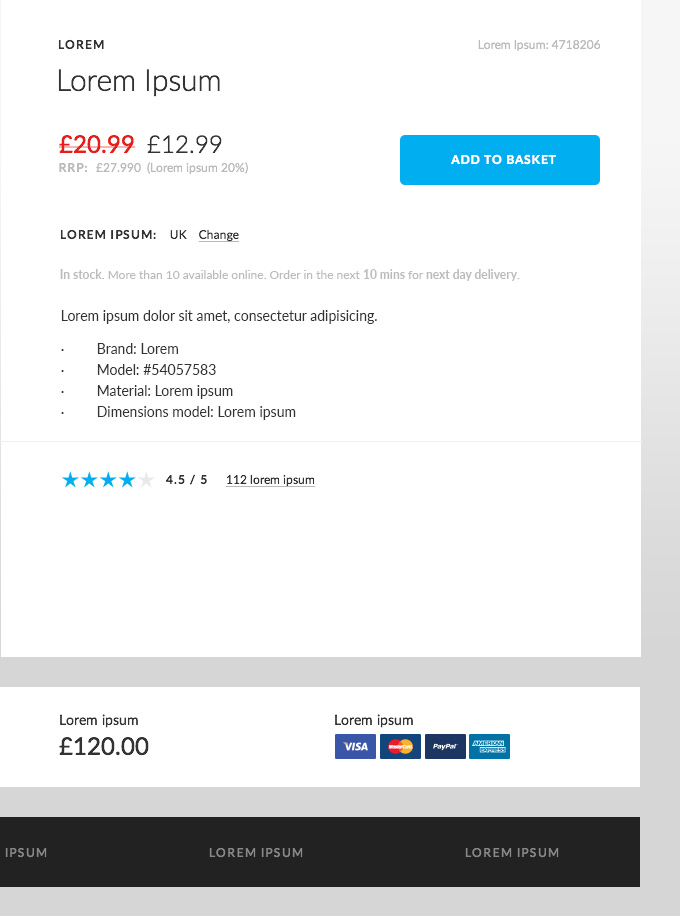 LOREM
Lorem Ipsum: 4718206
Lorem Ipsum
£20.99 £12.99
RRP: £27.990 (Lorem ipsum 20%)
ADD TO BASKET
LOREM IPSUM: UK Change
In stock. More than 10 available online. Order in the next 10 mins for next day delivery.
Lorem ipsum dolor sit amet, consectetur adipisicing.
· Brand: Lorem
· Model: #54057583
· Material: Lorem ipsum
· Dimensions model: Lorem ipsum
4.5 / 5 112 lorem ipsum
Lorem ipsum
£120.00
Lorem ipsum
VISA MasterCard PayPal AMERICAN EXPRESS
IPSUM LOREM IPSUM LOREM IPSUM